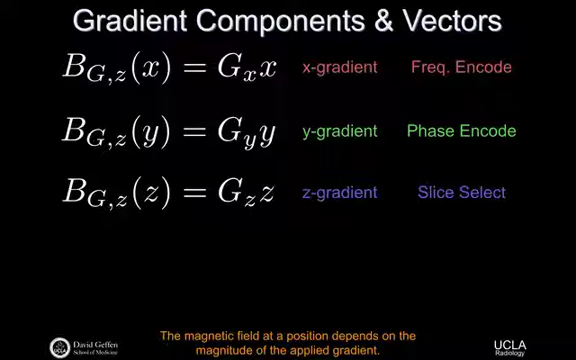 Gradient Components & Vectors
B_{G,z}(x) = G_x x x-gradient Freq. Encode
B_{G,z}(y) = G_y y y-gradient Phase Encode
B_{G,z}(z) = G_z z z-gradient Slice Select
The magnetic field at a position depends on the
magnitude of the applied gradient.
UCLA
David Geffen
School of Medicine
UCLA
Radiology